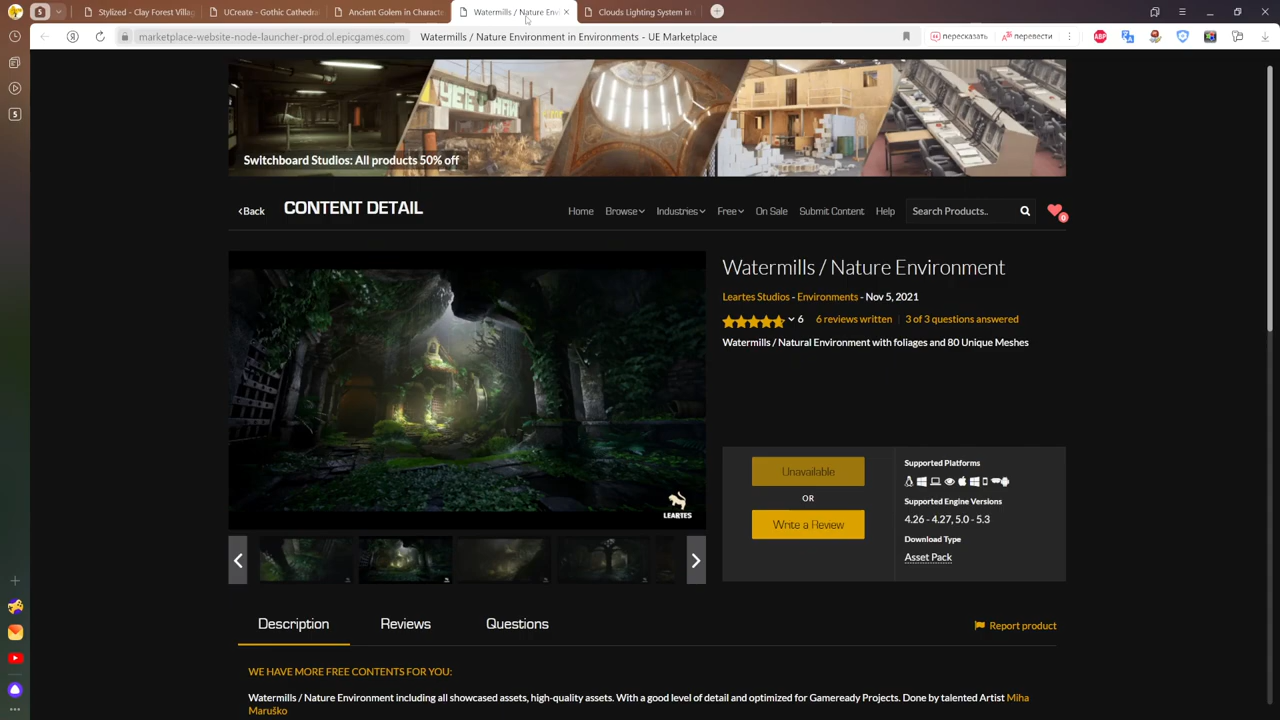 5
Stylized - Clay Forest Villag
UCreate - Gothic Cathedral
Ancient Golem in Characte
Watermills / Nature Envi
Clouds Lighting System in
marketplace-website-node-launcher-prod.ol.epicgames.com
Watermills / Nature Environment in Environments - UE Marketplace
пересказать
перевести
ABP
5
Switchboard Studios: All products 50% off
Back
CONTENT DETAIL
Home
Browse
Industries
Free
On Sale
Submit Content
Help
Search Products..
0
Watermills / Nature Environment
Leartes Studios - Environments - Nov 5, 2021
6
6 reviews written
3 of 3 questions answered
Watermills / Natural Environment with foliages and 80 Unique Meshes
LEARTES
Unavailable
OR
Write a Review
Supported Platforms
Supported Engine Versions
4.26 - 4.27, 5.0 - 5.3
Download Type
Asset Pack
Description
Reviews
Questions
Report product
WE HAVE MORE FREE CONTENTS FOR YOU:
Watermills / Nature Environment including all showcased assets, high-quality assets. With a good level of detail and optimized for Gameready Projects. Done by talented Artist Miha
Maruško